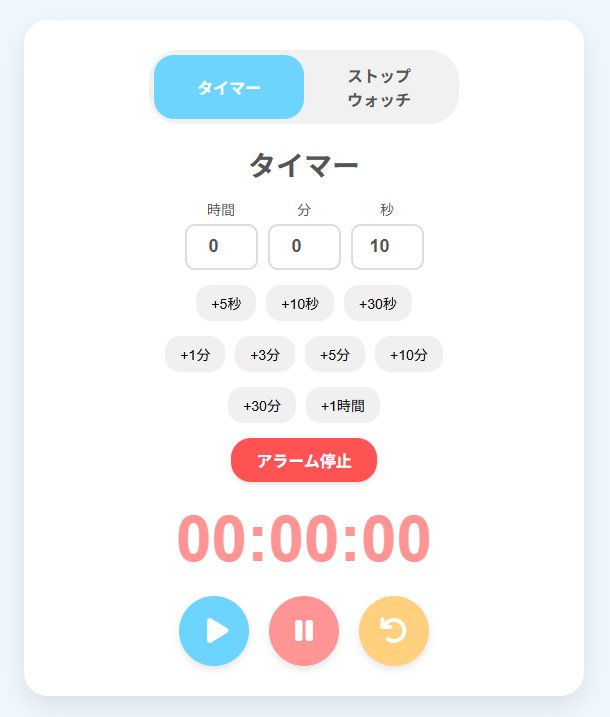 タイマー
ストップ
ウォッチ
タイマー
時間 分 秒
0 0 10
+5秒 +10秒 +30秒
+1分 +3分 +5分 +10分
+30分 +1時間
アラーム停止
00:00:00